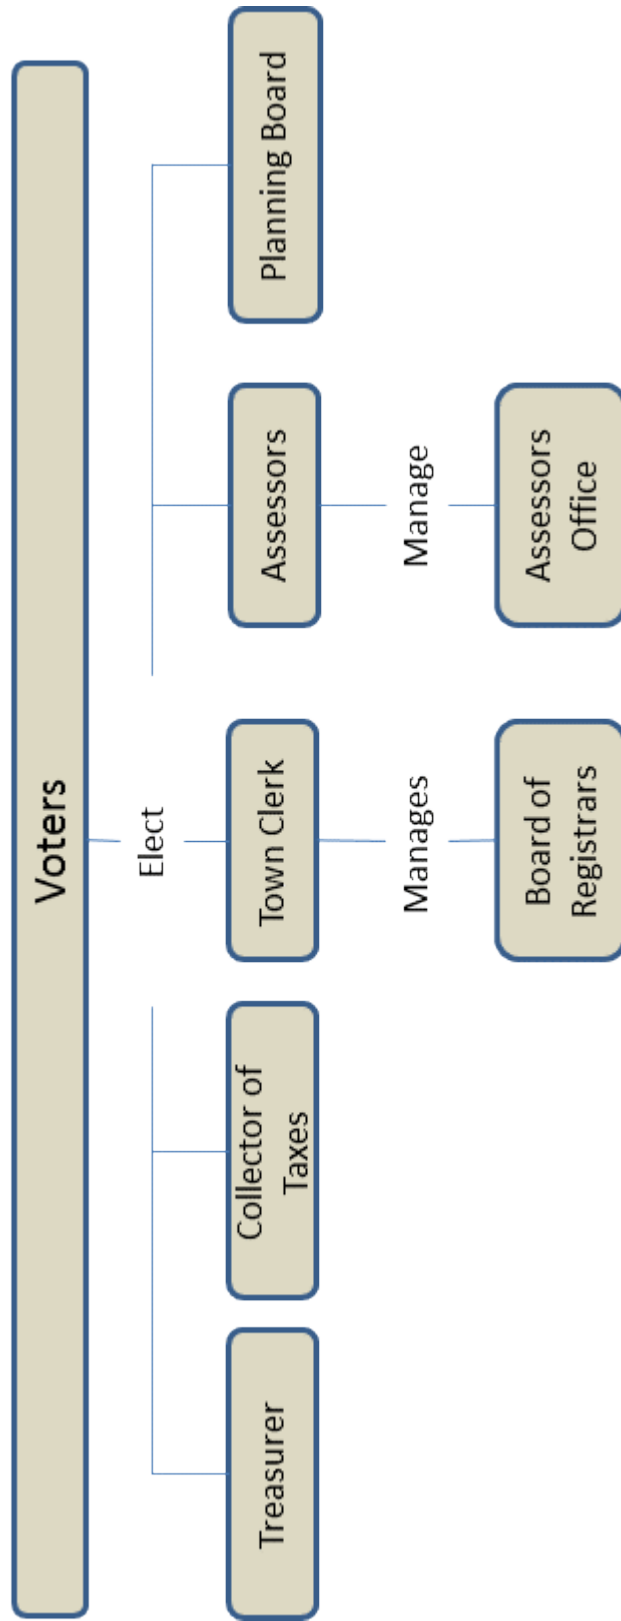 Voters
Elect
Treasurer
Collector of
Taxes
Town Clerk
Assessors
Planning Board
Manages
Manage
Board of
Registrars
Assessors
Office